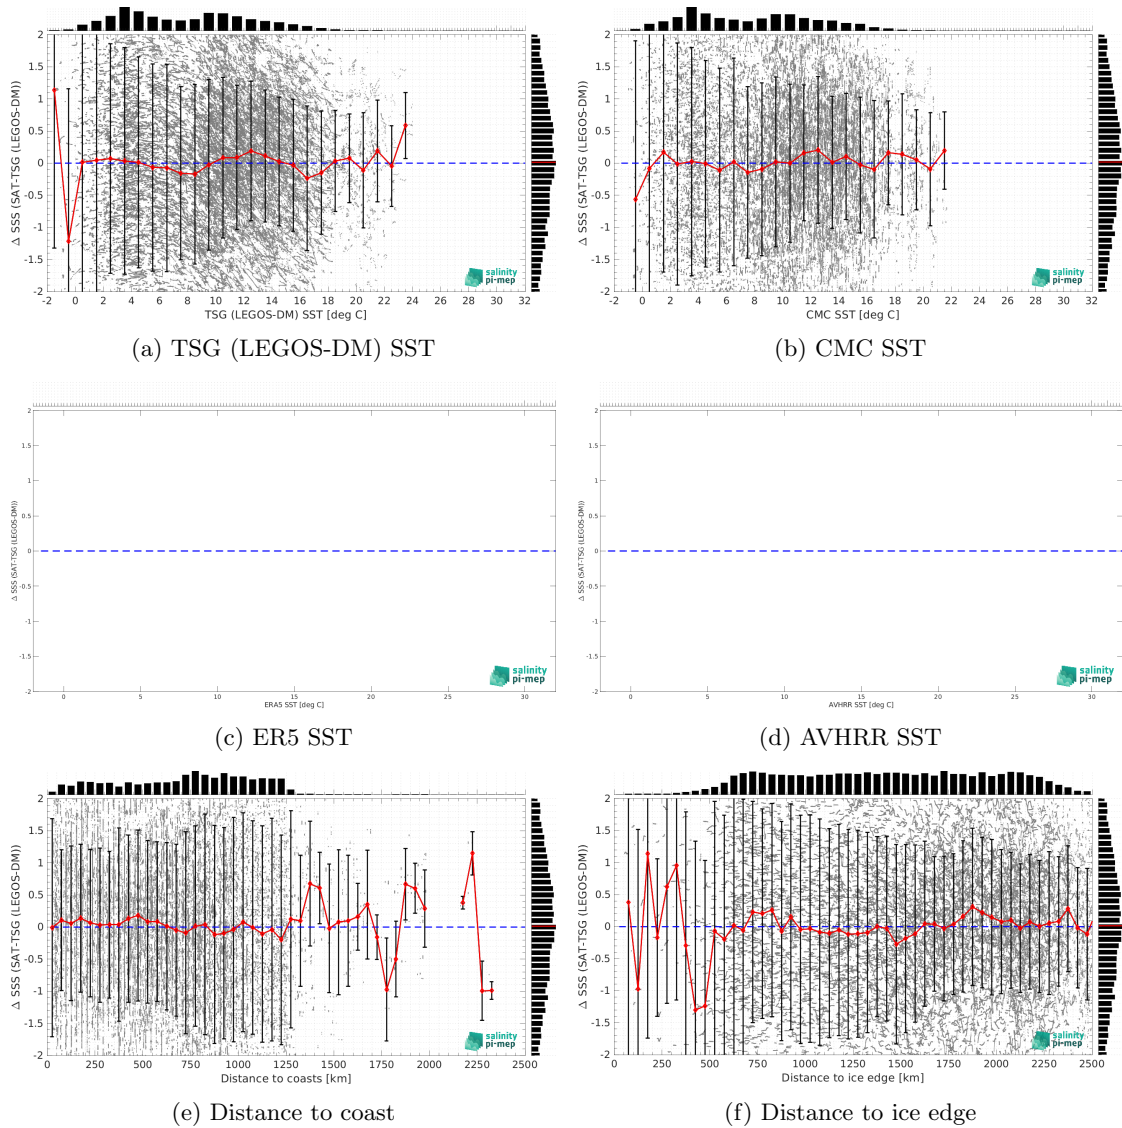 2
1.5
1
0.5
0
-0.5
-1
-1.5
-2
Δ SSS (SAT-TSG (LEGOS-DM))
-2 0 2 4 6 8 10 12 14 16 18 20 22 24 26 28 30 32
TSG (LEGOS-DM) SST [deg C]
salinity
pi-mep
(a) TSG (LEGOS-DM) SST
2
1.5
1
0.5
0
-0.5
-1
-1.5
-2
Δ SSS (SAT-TSG (LEGOS-DM))
-2 0 2 4 6 8 10 12 14 16 18 20 22 24 26 28 30 32
CMC SST [deg C]
salinity
pi-mep
(b) CMC SST
2
1.5
1
0.5
0
-0.5
-1
-1.5
-2
Δ SSS (SAT-TSG (LEGOS-DM))
0 5 10 15 20 25 30
ERA5 SST [deg C]
salinity
pi-mep
(c) ER5 SST
2
1.5
1
0.5
0
-0.5
-1
-1.5
-2
Δ SSS (SAT-TSG (LEGOS-DM))
0 5 10 15 20 25 30
AVHRR SST [deg C]
salinity
pi-mep
(d) AVHRR SST
2
1.5
1
0.5
0
-0.5
-1
-1.5
-2
Δ SSS (SAT-TSG (LEGOS-DM))
0 250 500 750 1000 1250 1500 1750 2000 2250 2500
Distance to coasts [km]
salinity
pi-mep
(e) Distance to coast
2
1.5
1
0.5
0
-0.5
-1
-1.5
-2
Δ SSS (SAT-TSG (LEGOS-DM))
0 250 500 750 1000 1250 1500 1750 2000 2250 2500
Distance to ice edge [km]
salinity
pi-mep
(f) Distance to ice edge